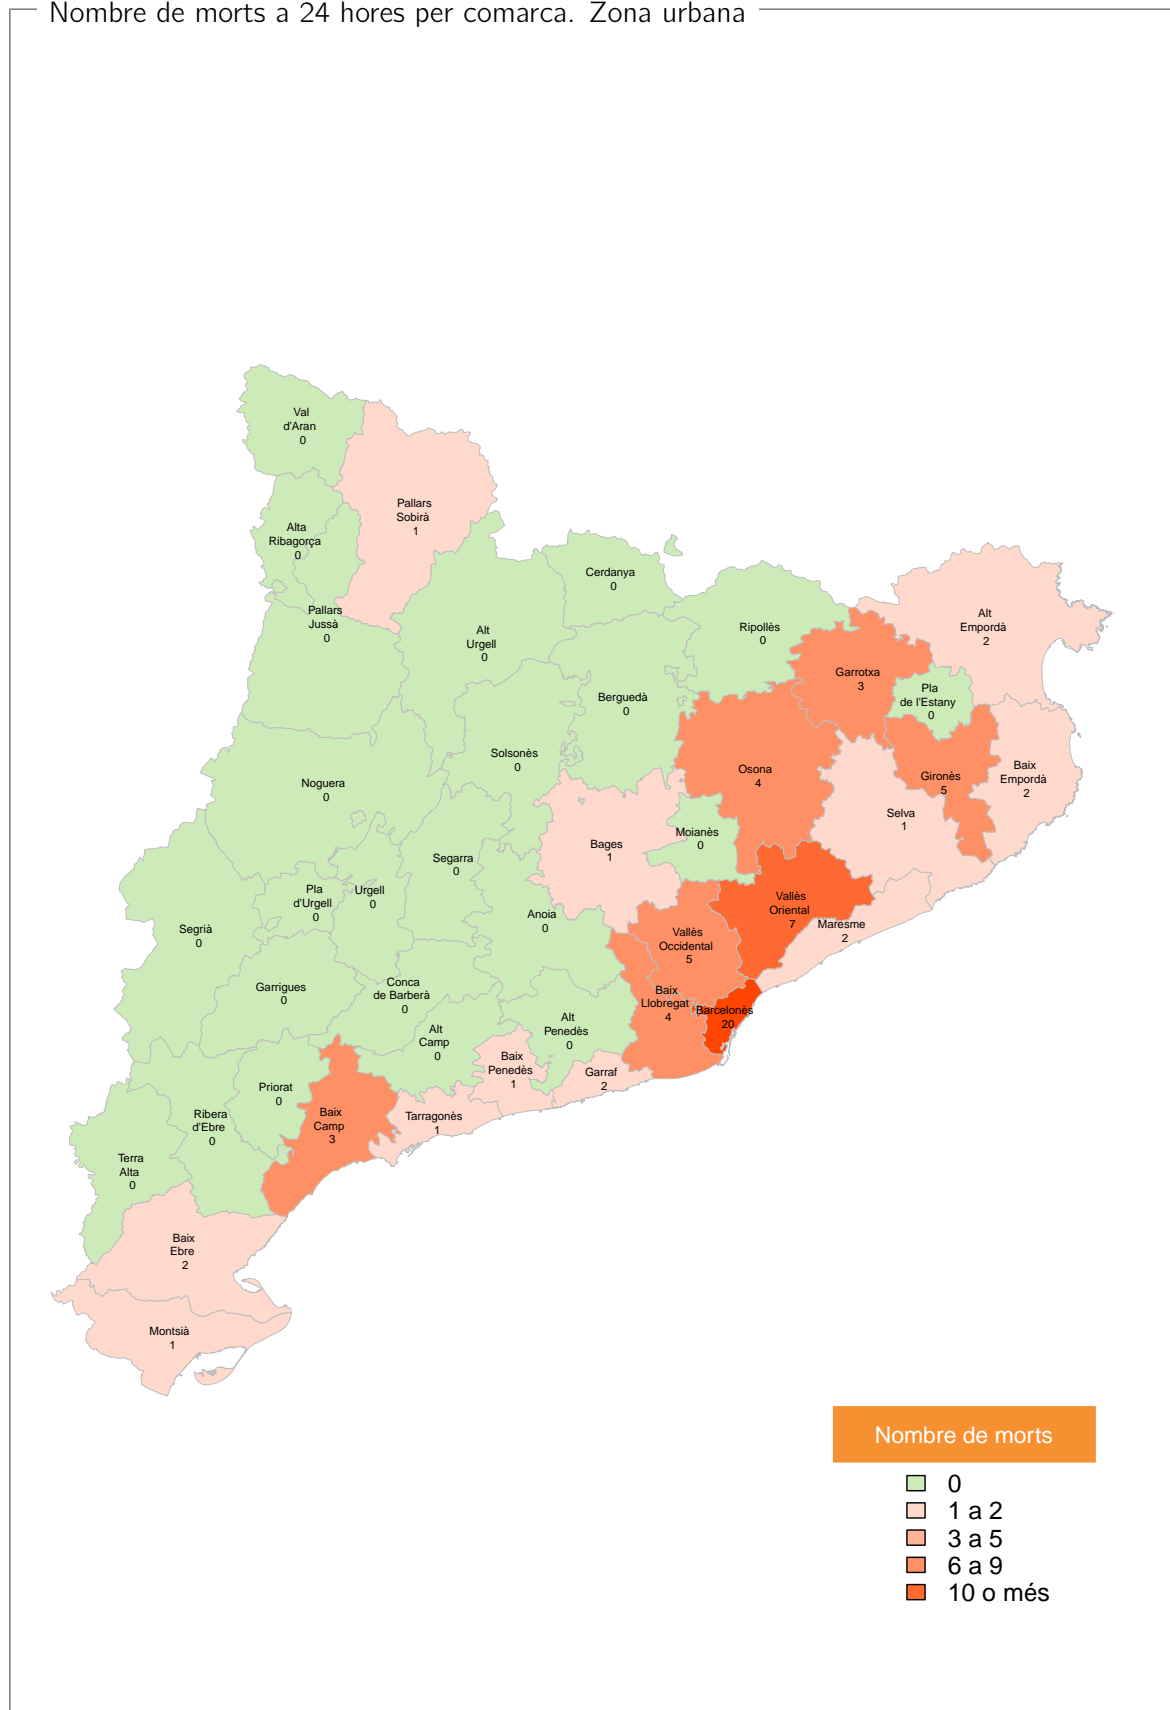 Nombre de morts a 24 hores per comarca. Zona urbana
Val
d'Aran
0
Pallars
Sobirà
1
Alta
Ribagorça
0
Cerdanya
0
Pallars
Jussà
0
Alt
Urgell
0
Ripollès
0
Alt
Empordà
2
Garrotxa
3
Pla
de l'Estany
0
Berguedà
0
Solsonès
0
Osona
4
Gironès
5
Baix
Empordà
2
Noguera
0
Selva
1
Moianès
0
Bages
1
Segarra
0
Pla
d'Urgell
0
Urgell
0
Vallès
Oriental
7
Anoia
0
Segrià
0
Vallès
Occidental
5
Maresme
2
Garrigues
0
Conca
de Barberà
0
Baix
Llobregat
4
Barcelonès
20
Alt
Camp
0
Alt
Penedès
0
Baix
Penedès
1
Garraf
2
Priorat
0
Ribera
d'Ebre
0
Baix
Camp
3
Tarragonès
1
Terra
Alta
0
Baix
Ebre
2
Montsià
1
Nombre de morts
0
1 a 2
3 a 5
6 a 9
10 o més